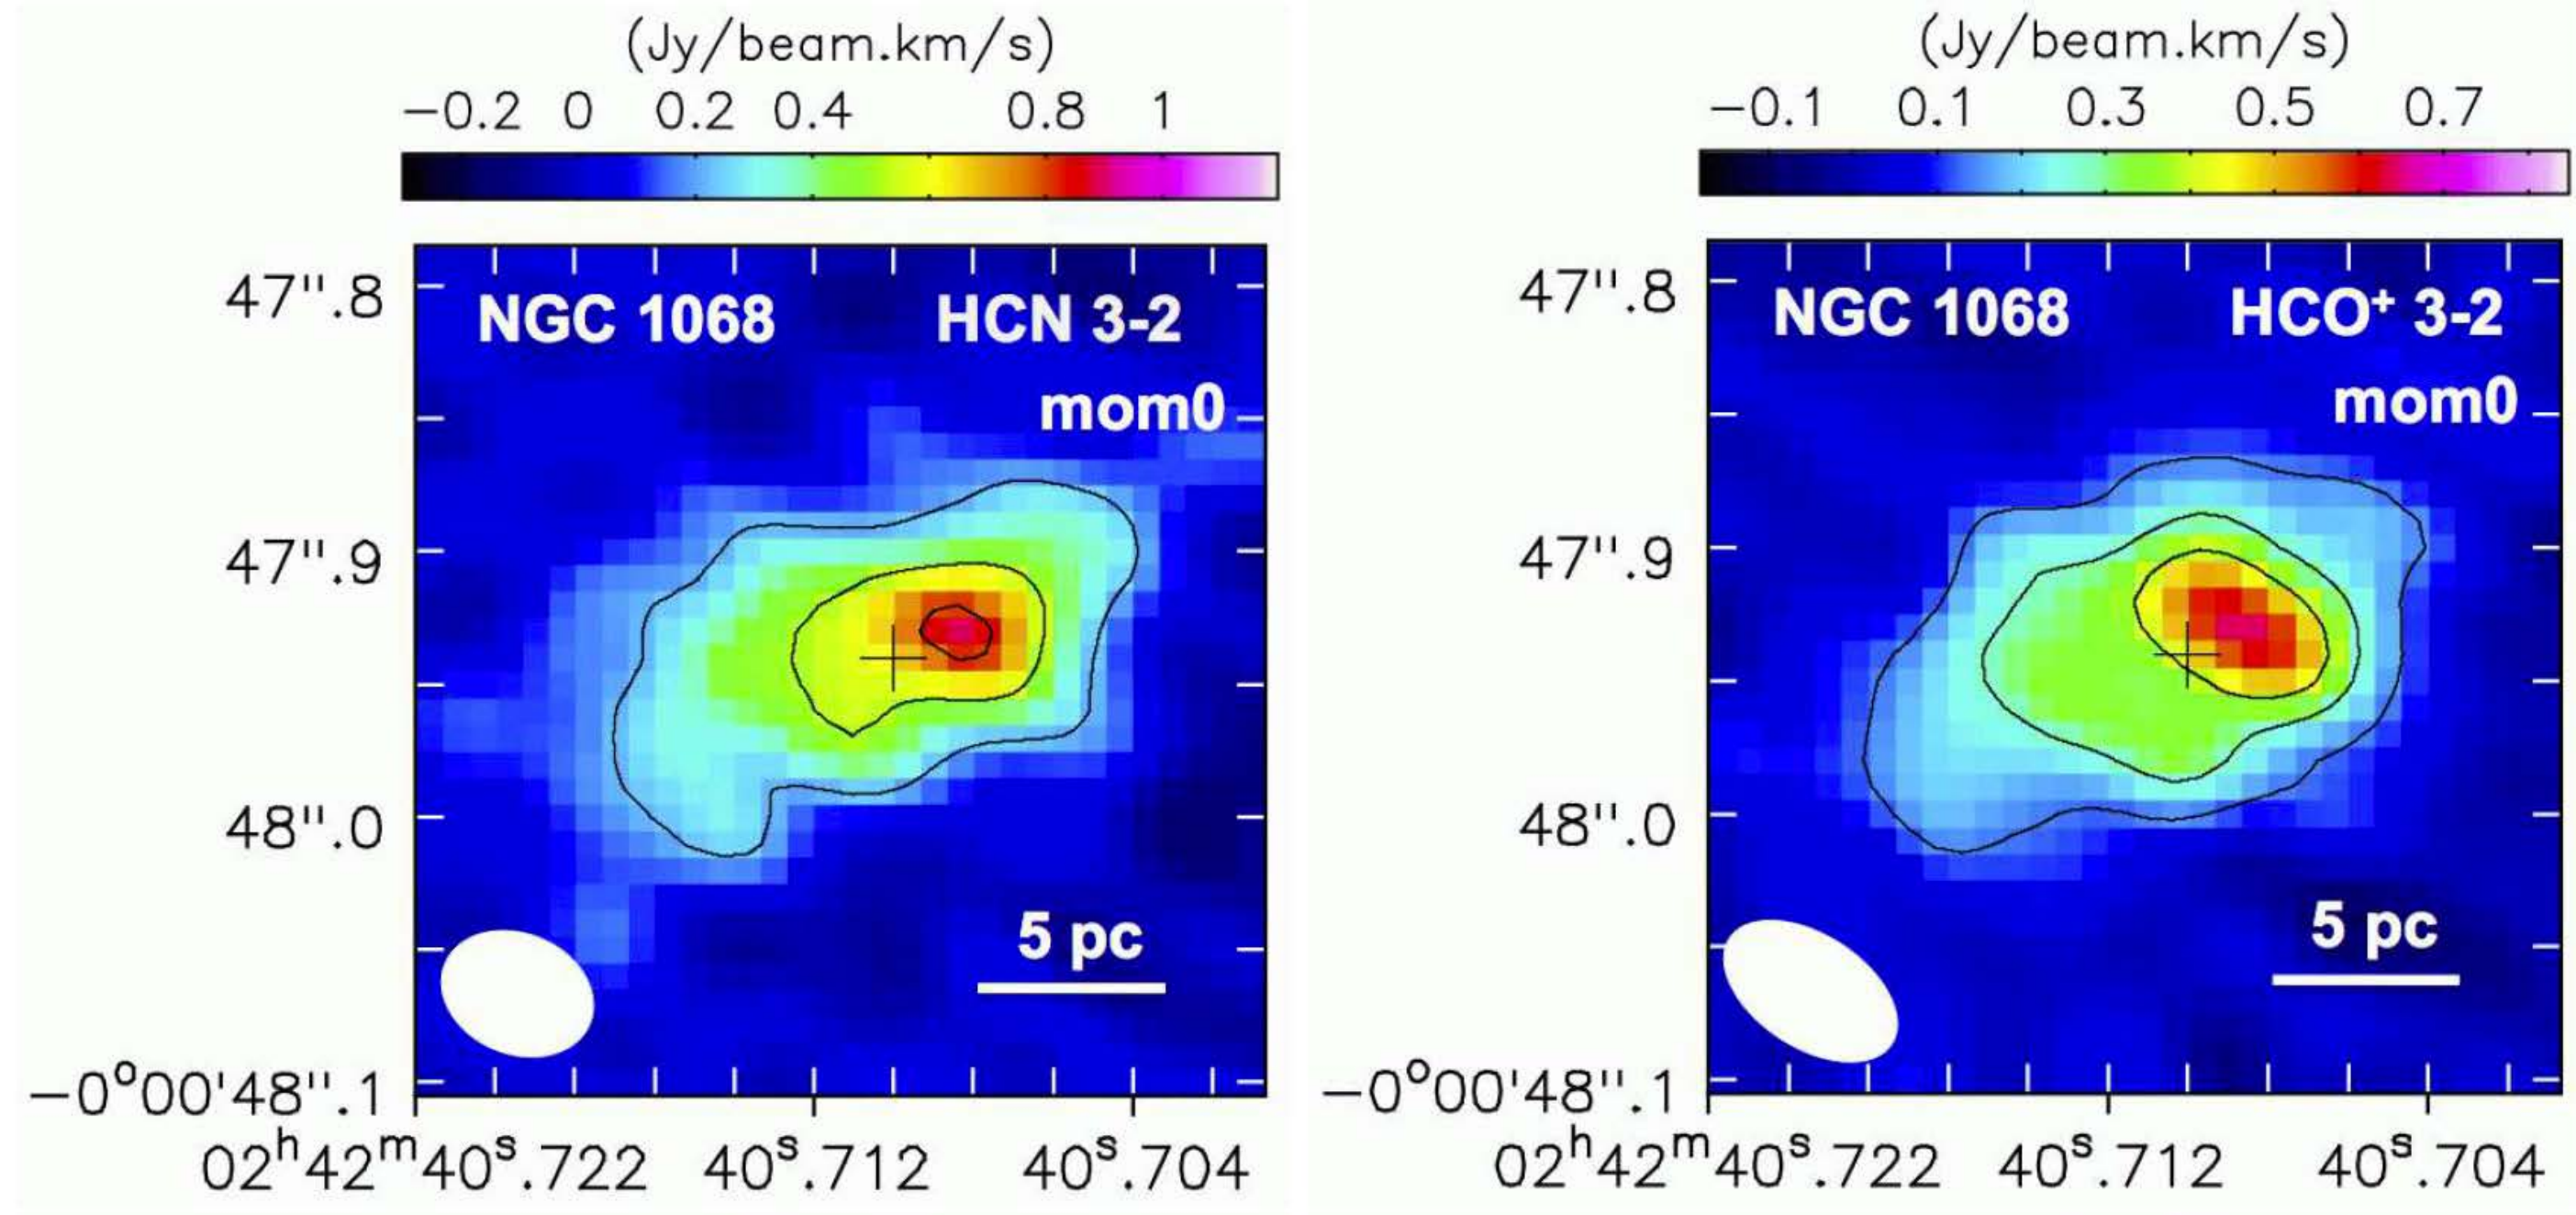 (Jy/beam.km/s)
−0.2 0 0.2 0.4 0.8 1
NGC 1068 HCN 3-2
mom0
47".8
47".9
48".0
−0°00'48".1
5 pc
02ʰ42ᵐ40ˢ.722 40ˢ.712 40ˢ.704
(Jy/beam.km/s)
−0.1 0.1 0.3 0.5 0.7
NGC 1068 HCO⁺ 3-2
mom0
47".8
47".9
48".0
−0°00'48".1
5 pc
02ʰ42ᵐ40ˢ.722 40ˢ.712 40ˢ.704